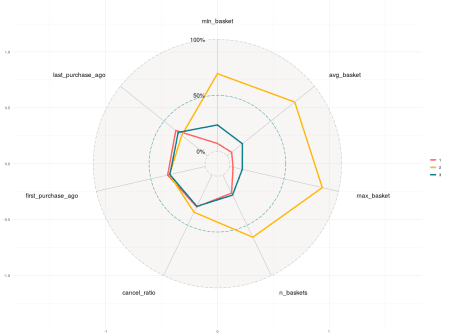 min_basket
100%
last_purchase_ago
avg_basket
50%
0%
1
2
3
first_purchase_ago
max_basket
cancel_ratio
n_baskets